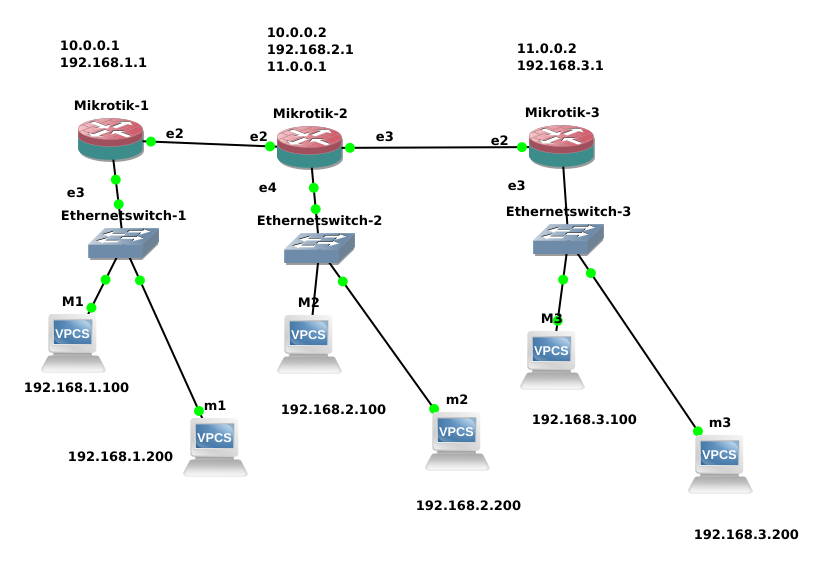 10.0.0.1
192.168.1.1
10.0.0.2
192.168.2.1
11.0.0.1
11.0.0.2
192.168.3.1
Mikrotik-1
Mikrotik-2
Mikrotik-3
e2
e2
e3
e2
e3
e4
e3
Ethernetswitch-1
Ethernetswitch-2
Ethernetswitch-3
M1
VPCS
192.168.1.100
m1
VPCS
192.168.1.200
M2
VPCS
192.168.2.100
m2
VPCS
192.168.2.200
M3
VPCS
192.168.3.100
m3
VPCS
192.168.3.200